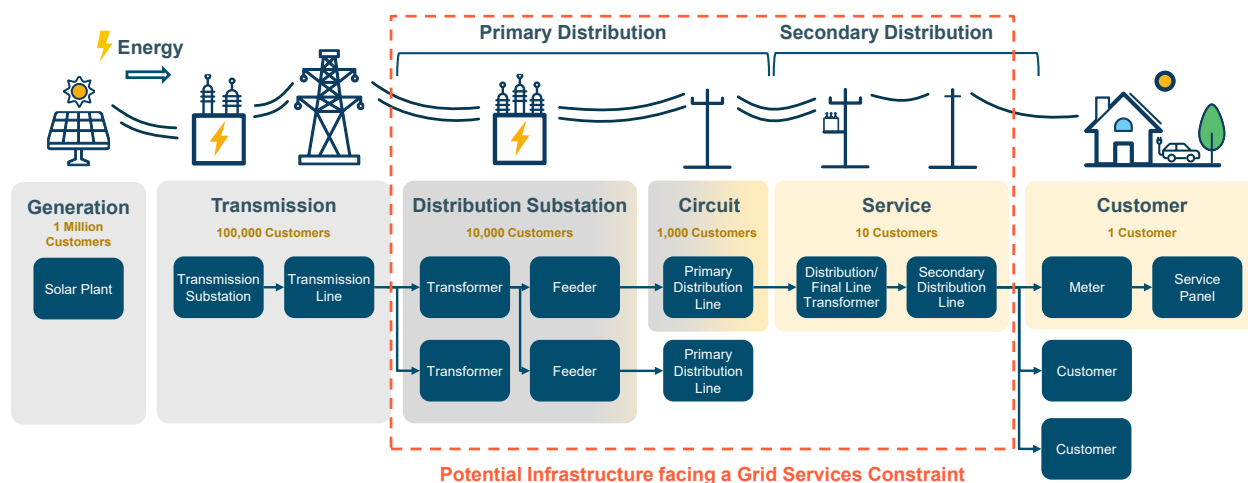 Energy
Primary Distribution
Secondary Distribution
Generation
1 Million
Customers
Solar Plant
Transmission
100,000 Customers
Transmission
Substation
Transmission
Line
Distribution Substation
10,000 Customers
Transformer
Feeder
Transformer
Feeder
Circuit
1,000 Customers
Primary
Distribution
Line
Primary
Distribution
Line
Service
10 Customers
Distribution/
Final Line
Transformer
Secondary
Distribution
Line
Customer
1 Customer
Meter
Service
Panel
Customer
Customer
Potential Infrastructure facing a Grid Services Constraint